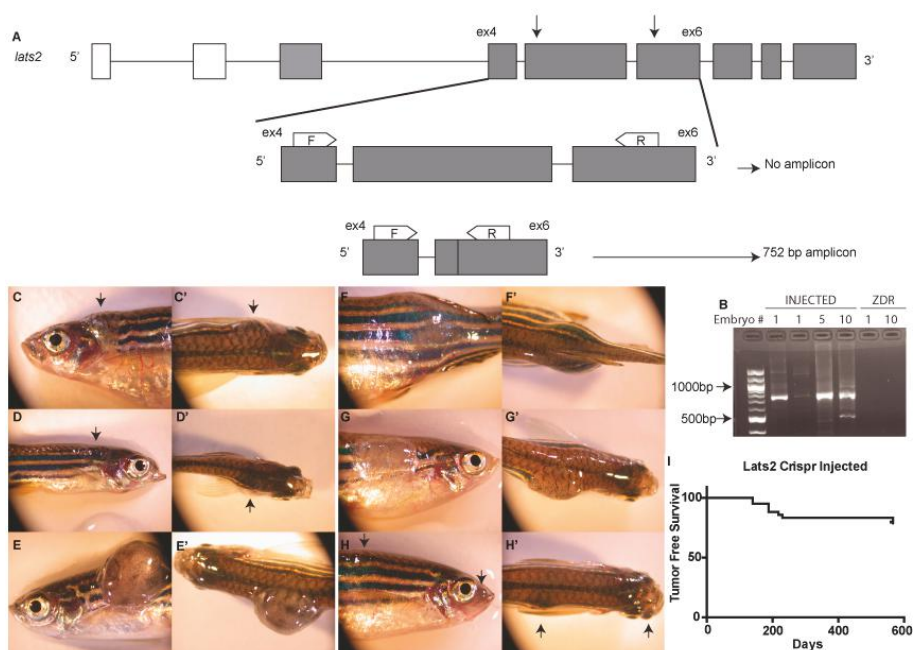 A
lats2
5'
ex4
ex6
3'
ex4
F
R
ex6
5'
3'
No amplicon
ex4
F
R
ex6
5'
3'
752 bp amplicon
C
C'
F
F'
D
D'
G
G'
E
E'
H
H'
B
INJECTED ZDR
Embryo # 1 1 5 10 1 10
1000bp
500bp
I
Lats2 Crispr Injected
Tumor Free Survival
100
50
0
0 200 400 600
Days